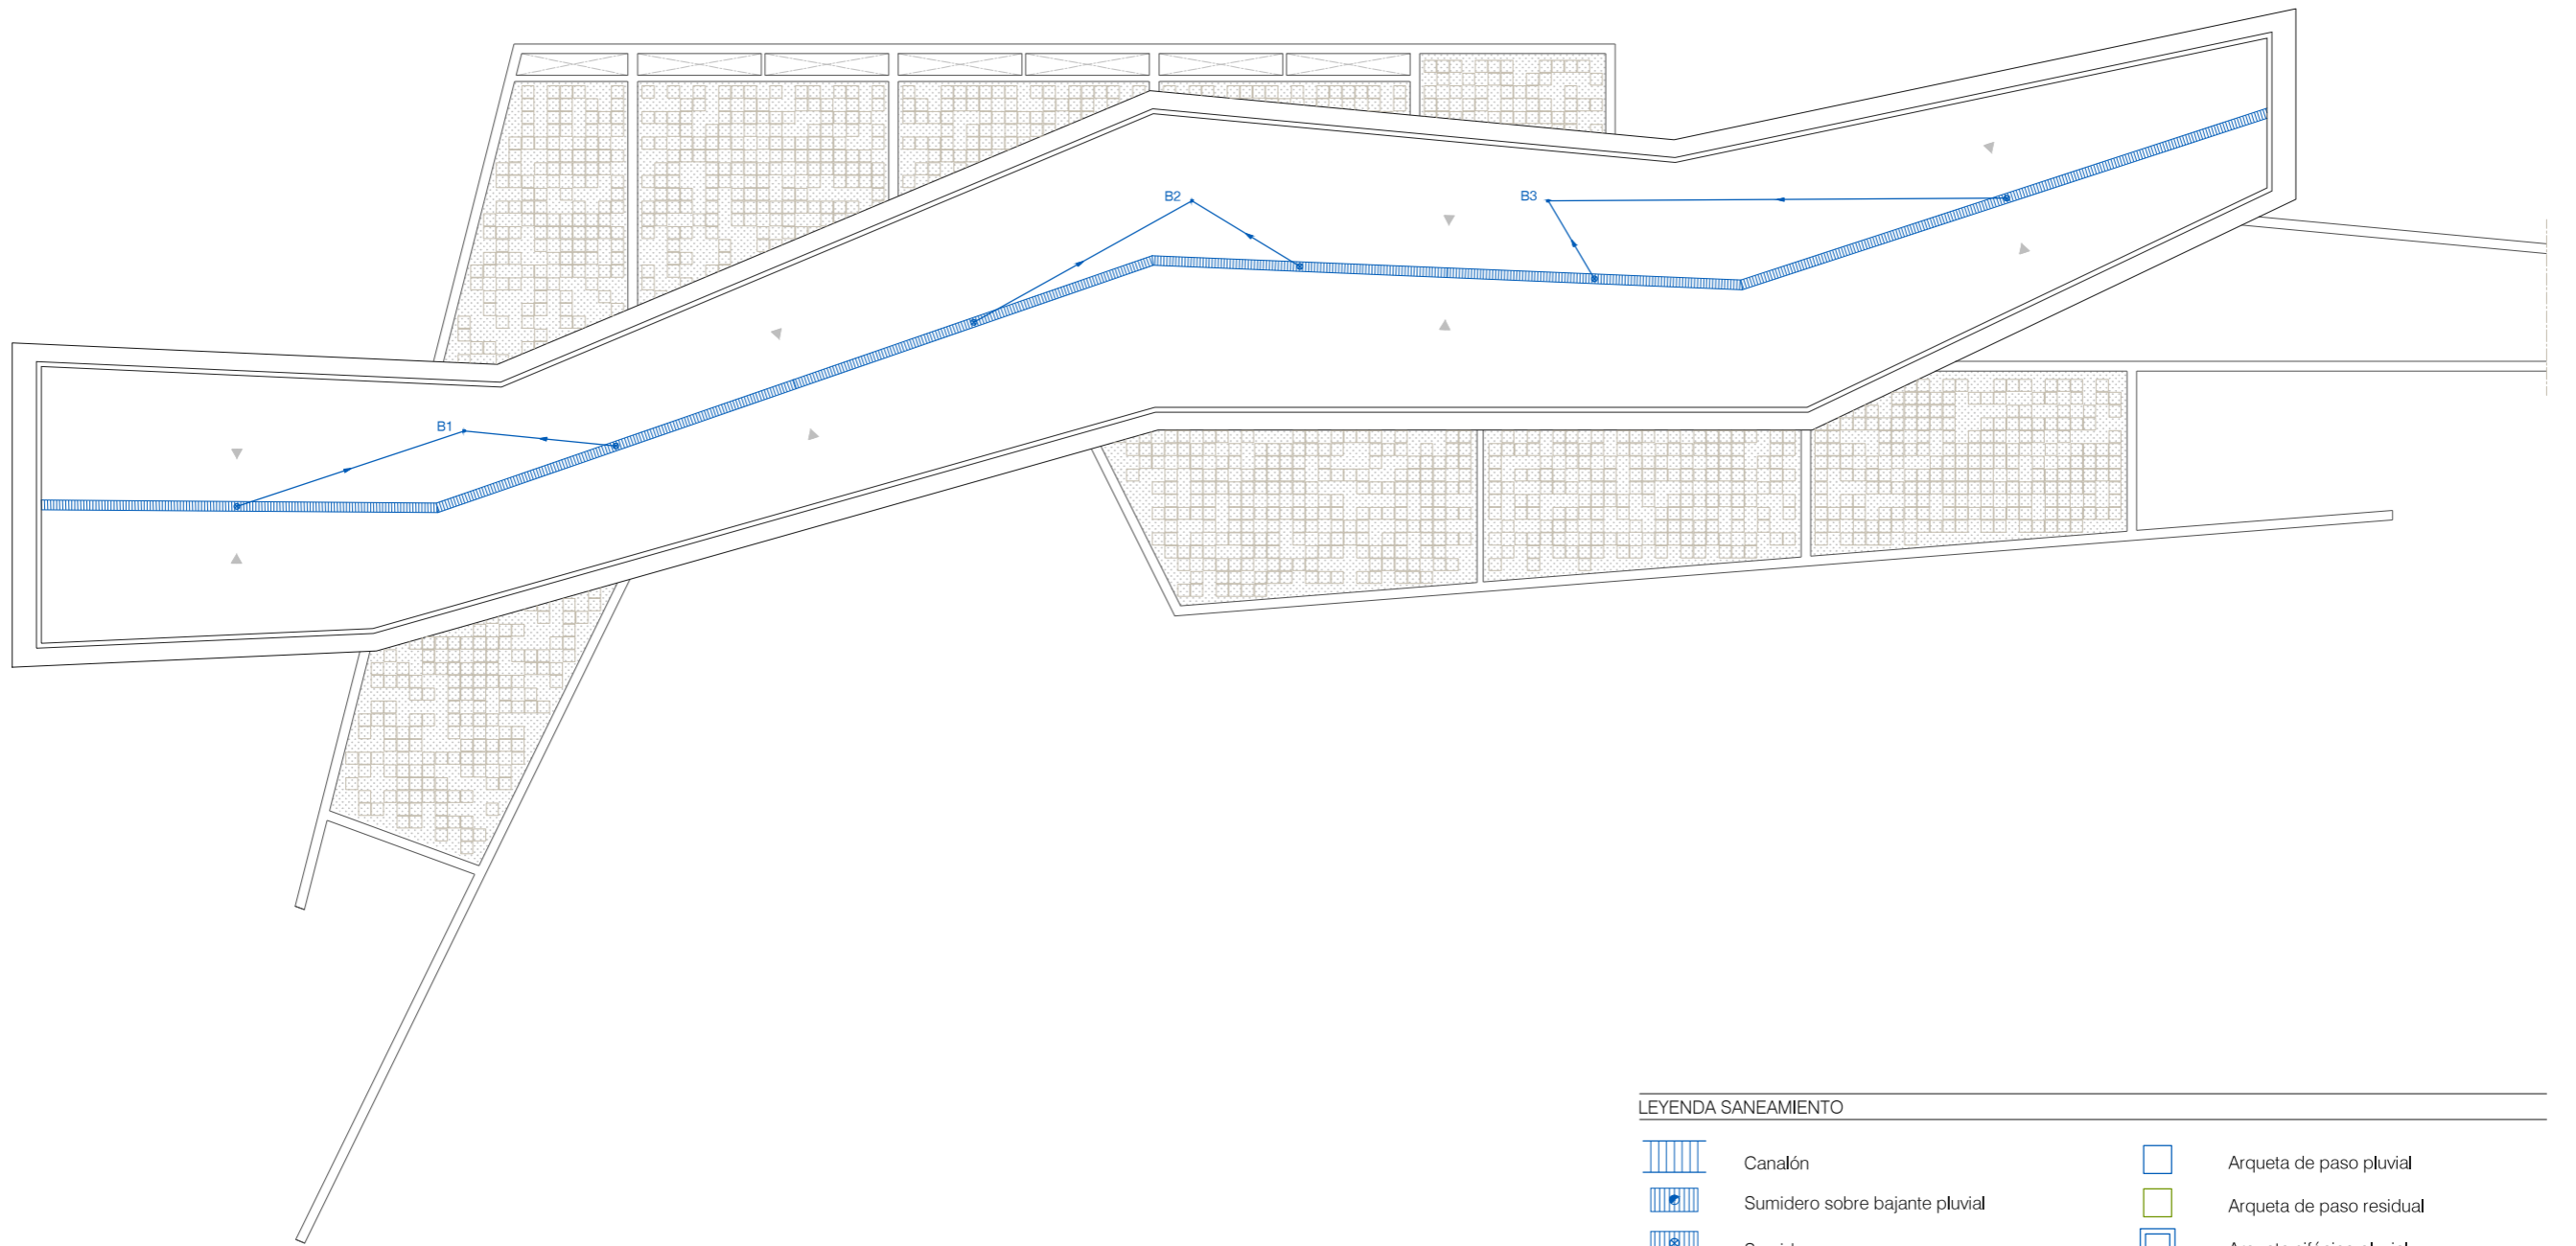 B2
B3
B1
LEYENDA SANEAMIENTO
Canalón
Arqueta de paso pluvial
Sumidero sobre bajante pluvial
Arqueta de paso residual